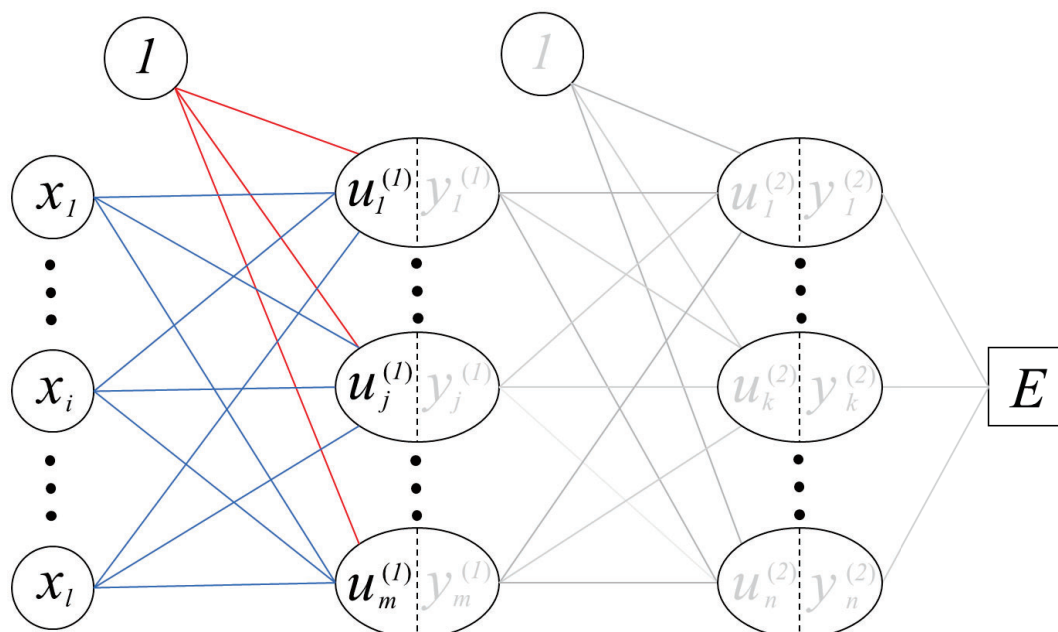 1 1
x₁ u₁⁽¹⁾ y₁⁽¹⁾ u₁⁽²⁾ y₁⁽²⁾
xᵢ uⱼ⁽¹⁾ yⱼ⁽¹⁾ uₖ⁽²⁾ yₖ⁽²⁾ E
xₗ uₘ⁽¹⁾ yₘ⁽¹⁾ uₙ⁽²⁾ yₙ⁽²⁾